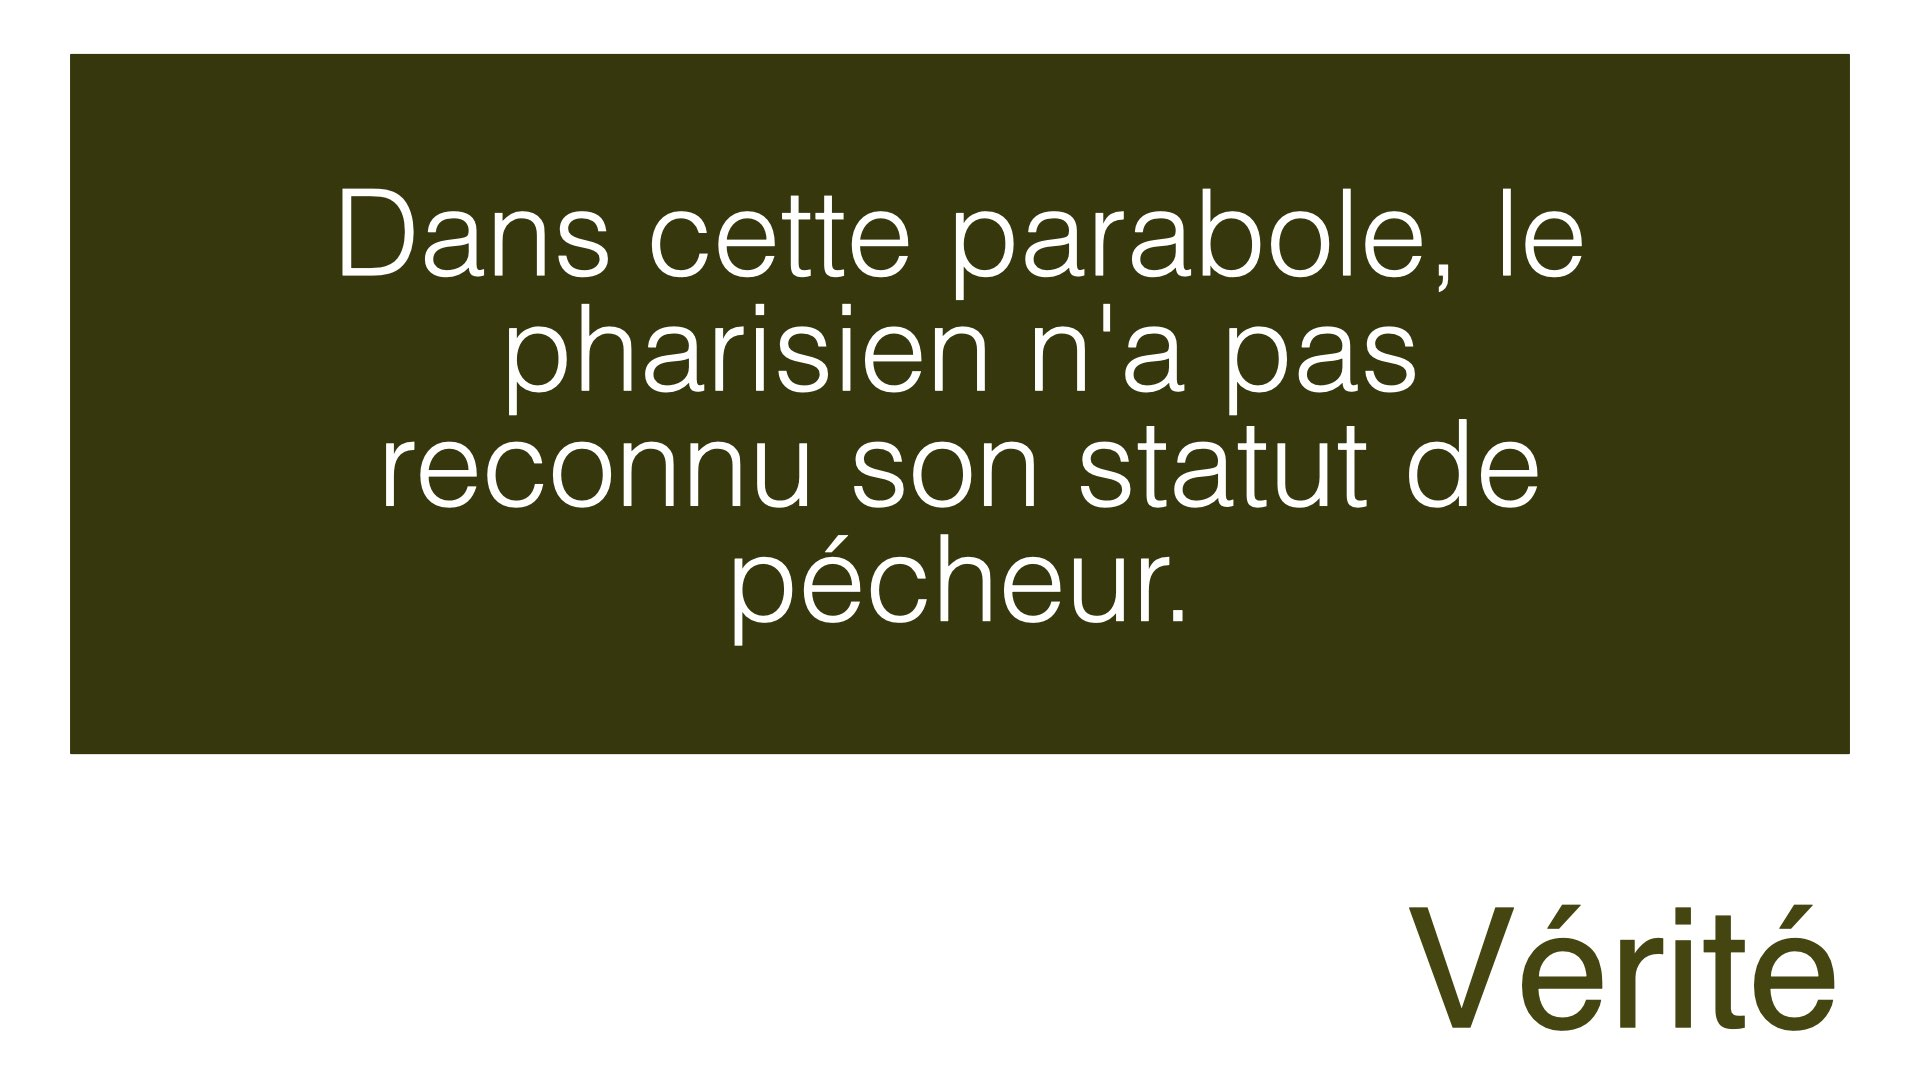 Dans cette parabole, le
pharisien n'a pas
reconnu son statut de
pécheur.
Vérité